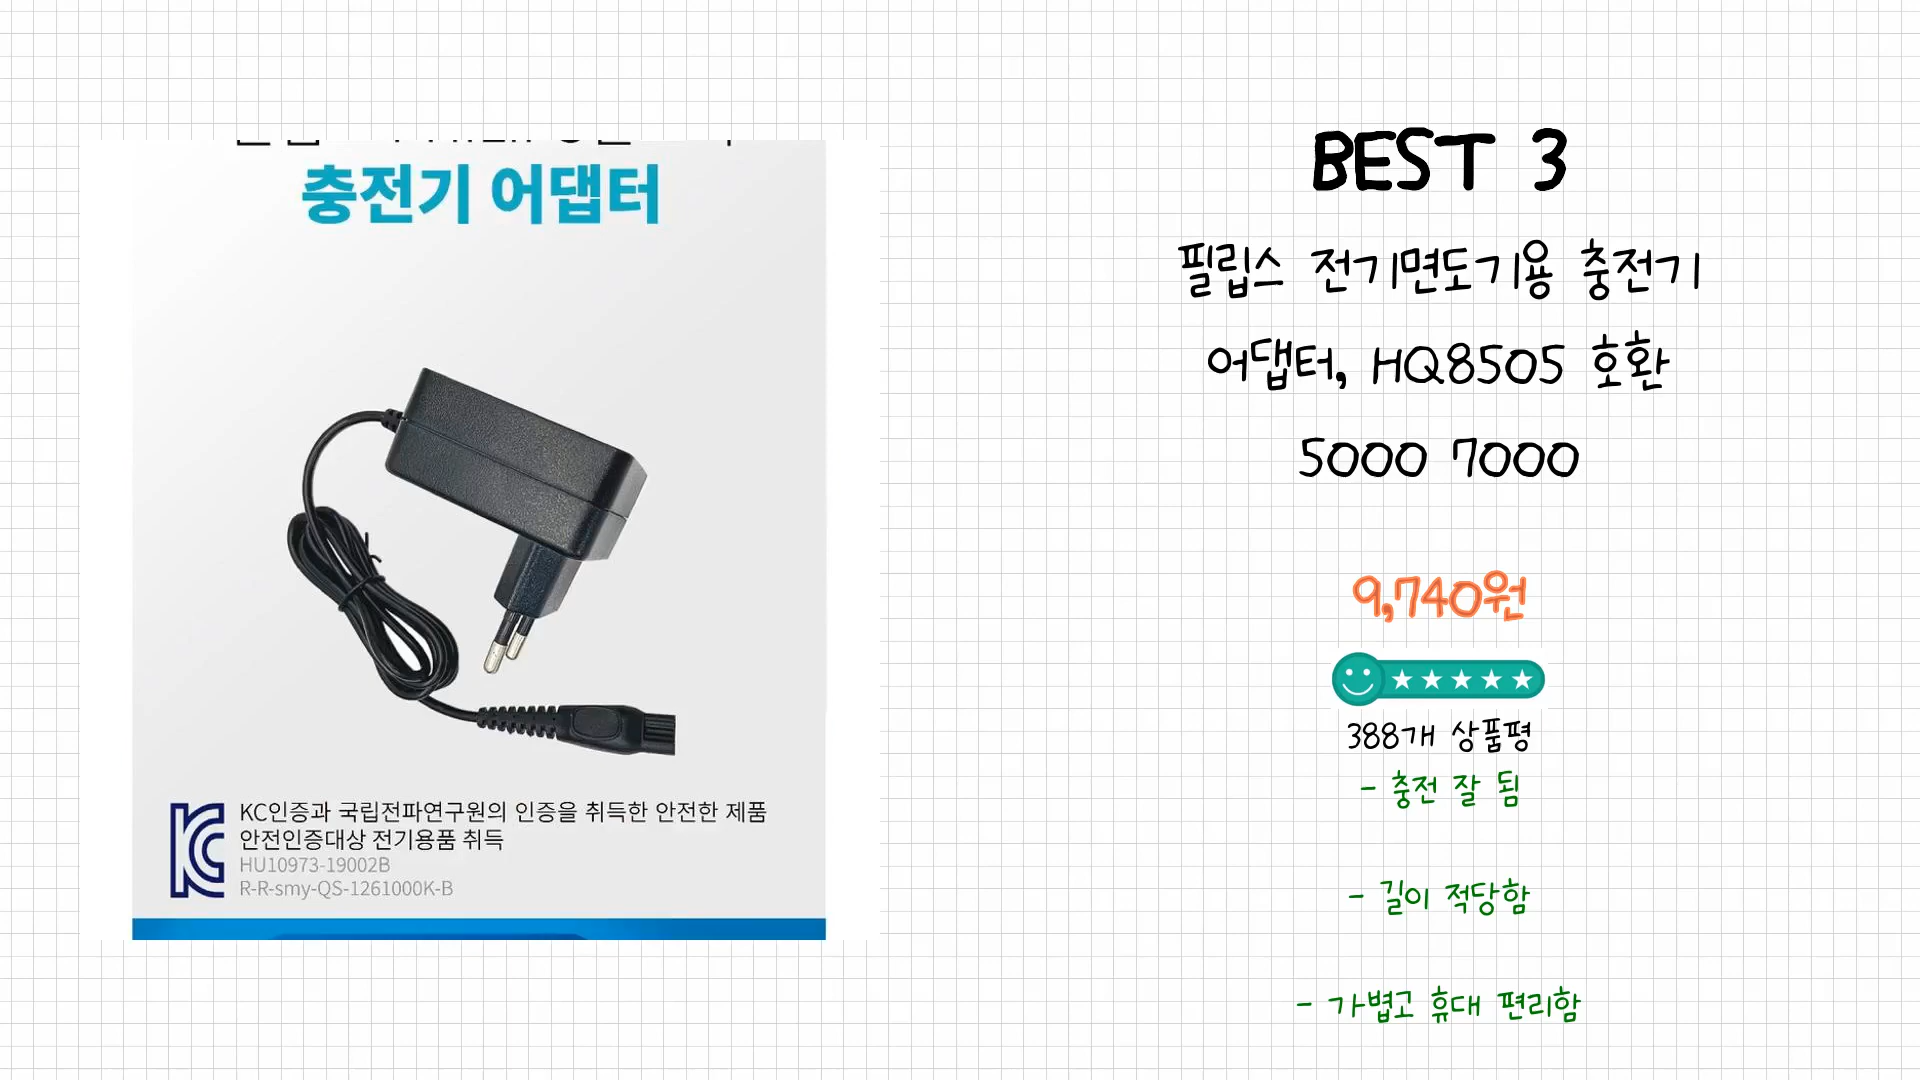 충전기 어댑터
KC인증과 국립전파연구원의 인증을 취득한 안전한 제품
안전인증대상 전기용품 취득
HU10973-19002B
R-R-smy-QS-1261000K-B
BEST 3
필립스 전기면도기용 충전기
어댑터, HQ8505 호환
5000 7000
9,740원
388개 상품평
- 충전 잘 됨
- 길이 적당함
- 가볍고 휴대 편리함